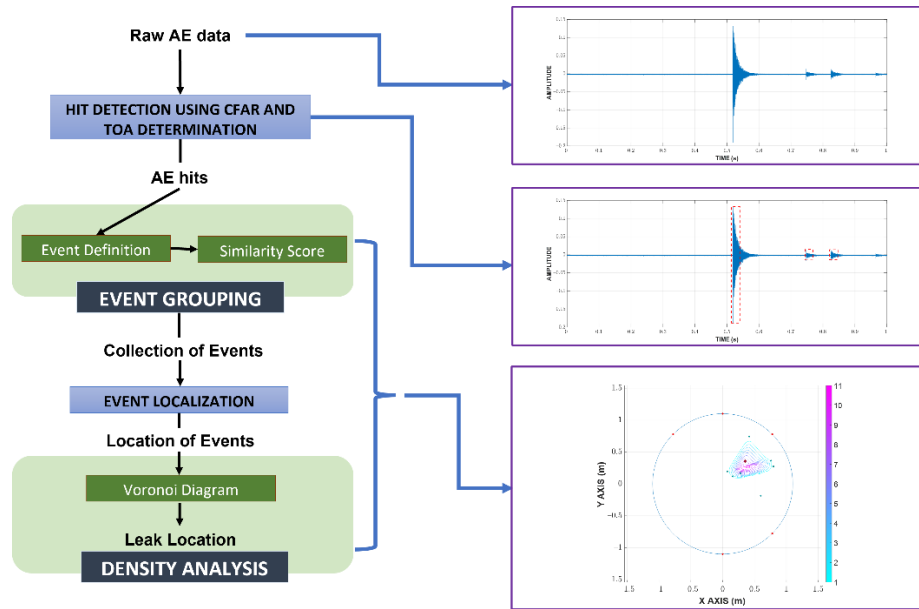 Raw AE data
HIT DETECTION USING CFAR AND
TOA DETERMINATION
AE hits
Event Definition
Similarity Score
EVENT GROUPING
Collection of Events
EVENT LOCALIZATION
Location of Events
Voronoi Diagram
Leak Location
DENSITY ANALYSIS
AMPLITUDE
TIME (s)
AMPLITUDE
TIME (s)
1.5
1
0.5
0
−0.5
−1
1.5
Y AXIS (m)
1.5
1
0.5
0
0.5
1
1.5
X AXIS (m)
11
10
9
8
7
6
5
4
3
2
1